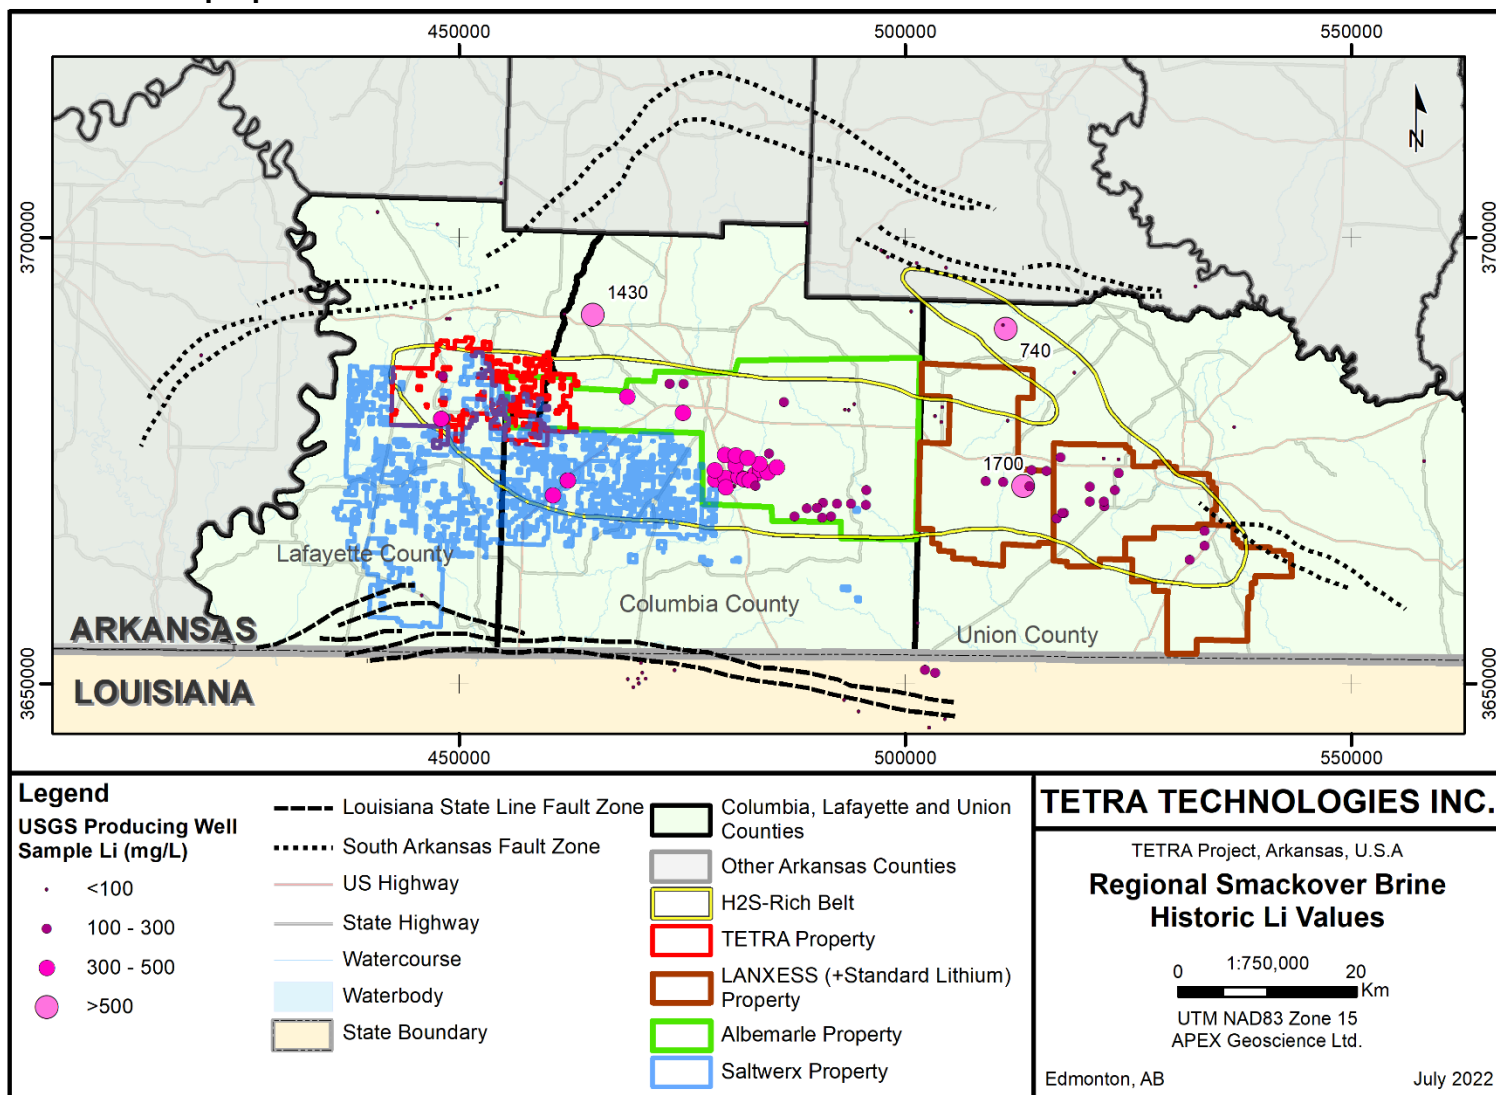 450000
500000
550000
N
3700000
3700000
1430
740
1700
Lafayette County
Columbia County
Union County
ARKANSAS
LOUISIANA
3650000
3650000
450000
500000
550000
Legend
USGS Producing Well
Sample Li (mg/L)
<100
100 - 300
300 - 500
>500
Louisiana State Line Fault Zone
South Arkansas Fault Zone
US Highway
State Highway
Watercourse
Waterbody
State Boundary
Columbia, Lafayette and Union
Counties
Other Arkansas Counties
H2S-Rich Belt
TETRA Property
LANXESS (+Standard Lithium)
Property
Albemarle Property
Saltwerx Property
TETRA TECHNOLOGIES INC.
TETRA Project, Arkansas, U.S.A
Regional Smackover Brine
Historic Li Values
1:750,000
0 20
Km
UTM NAD83 Zone 15
APEX Geoscience Ltd.
Edmonton, AB July 2022